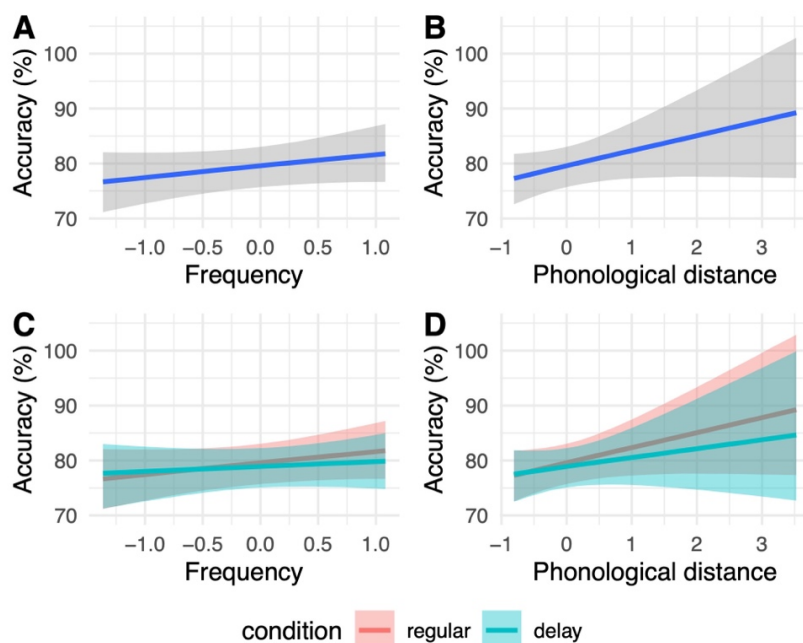 A
Accuracy (%)
100
90
80
70
−1.0 −0.5 0.0 0.5 1.0
Frequency
B
Accuracy (%)
100
90
80
70
−1 0 1 2 3
Phonological distance
C
Accuracy (%)
100
90
80
70
−1.0 −0.5 0.0 0.5 1.0
Frequency
D
Accuracy (%)
100
90
80
70
−1 0 1 2 3
Phonological distance
condition regular delay